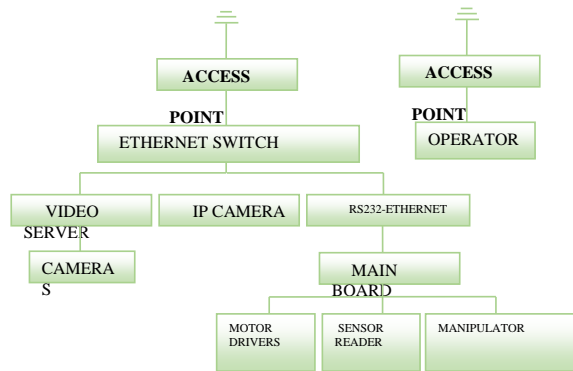 ACCESS
POINT
ACCESS
POINT
ETHERNET SWITCH
OPERATOR
VIDEO
SERVER
IP CAMERA
RS232-ETHERNET
CAMERA
S
MAIN
BOARD
MOTOR
DRIVERS
SENSOR
READER
MANIPULATOR